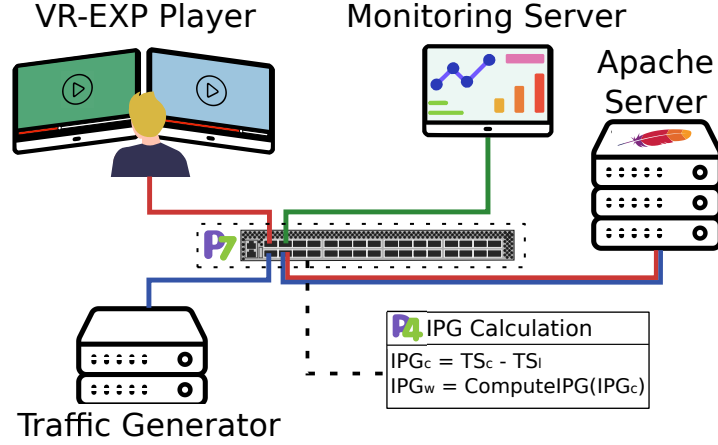 VR-EXP Player
Monitoring Server
Apache
Server
P7
P4 IPG Calculation
IPGc = TSc - TSl
IPGw = ComputeIPG(IPGc)
Traffic Generator